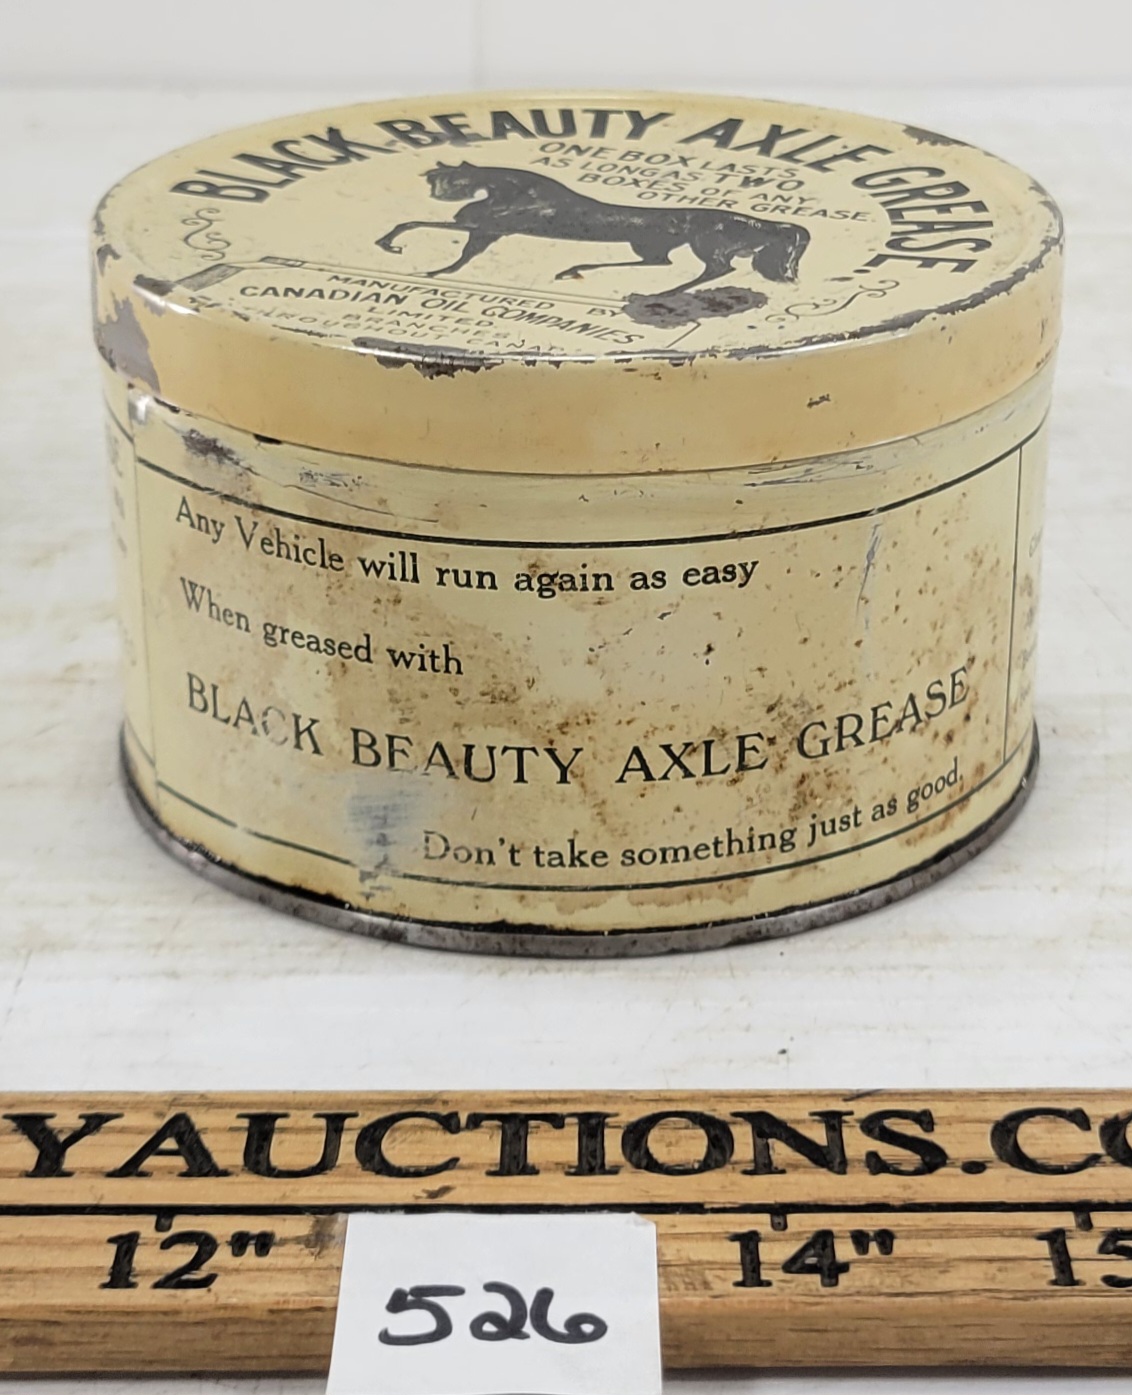 BLACK BEAUTY AXLE GREASE.
ONE BOX LASTS
AS LONG AS TWO
BOXES OF ANY
OTHER GREASE.
MANUFACTURED BY
CANADIAN OIL COMPANIES
LIMITED.
BRANCHES
THROUGHOUT
Any Vehicle will run again as easy
When greased with
BLACK BEAUTY AXLE GREASE
Don't take something just as good.
YAUCTIONS.CO
12" 14" 15
526